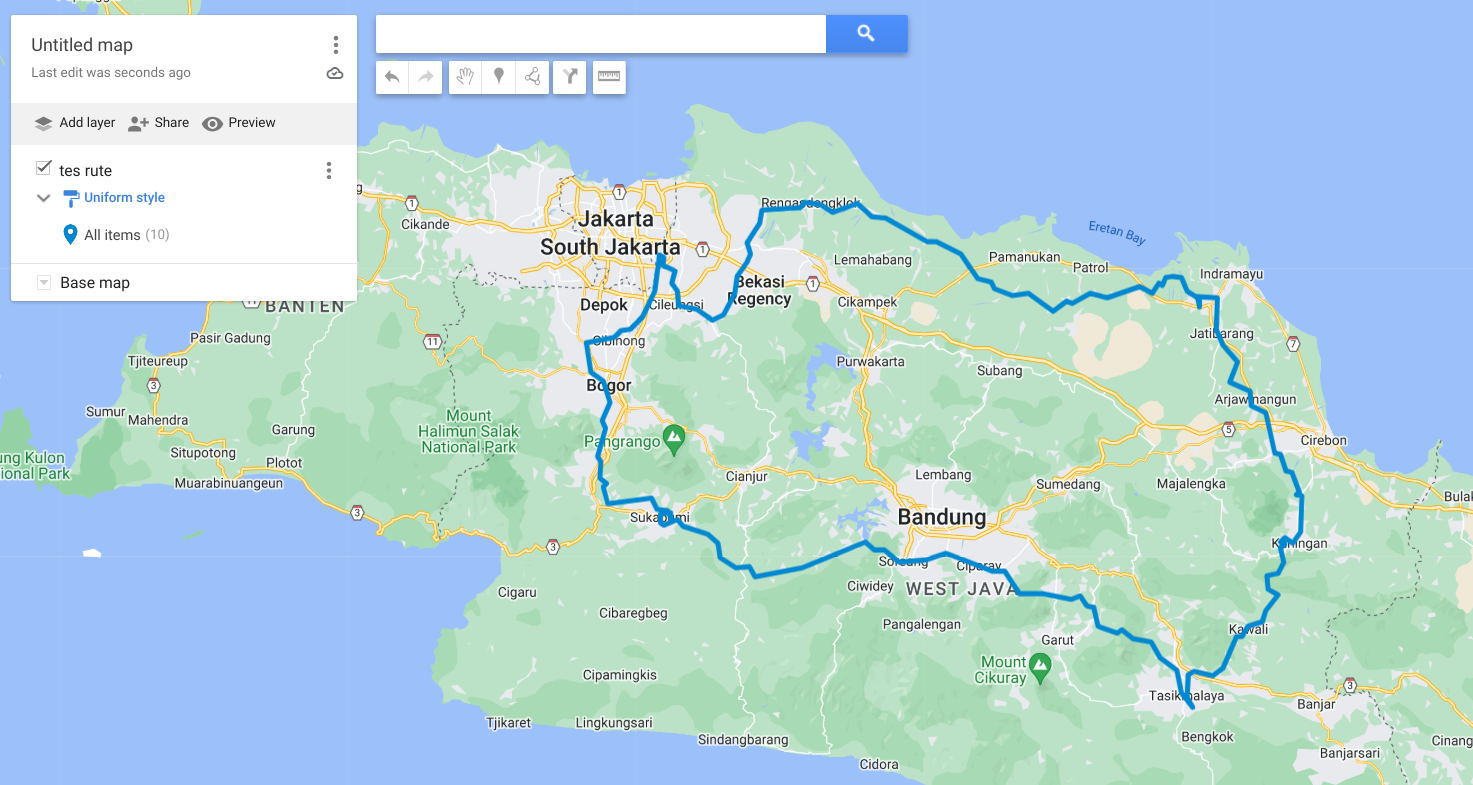 Untitled map
Last edit was seconds ago
Add layer
Share
Preview
tes rute
Uniform style
All items (10)
Base map
1
1
Cikande
Jakarta
South Jakarta
1
Rengasdengklok
Eretan Bay
Lemahabang
Pamanukan
Patrol
Indramayu
Bekasi
Regency
1
BANTEN
Depok
Cileungsi
Cikampek
Pasir Gadung
11
Cibinong
Jatibarang
7
Tjiteureup
Purwakarta
Subang
3
Bogor
Arjawinangun
Sumur
Mahendra
Mount
Halimun Salak
National Park
Garung
Pangrango
5
Cirebon
ung Kulon
ional Park
Situpotong
Plotot
Muarabinuangeun
Cianjur
Lembang
Sumedang
Majalengka
3
Sukabumi
Bandung
3
Kuningan
Soreang
Ciparay
Cigaru
Ciwidey
WEST JAVA
Cibaregbeg
Pangalengan
Kawali
Garut
Mount
Cikuray
Cipamingkis
3
Tasikmalaya
Banjar
Tjikaret
Lingkungsari
Sindangbarang
Bengkok
Cinang
Banjarsari
Cidora